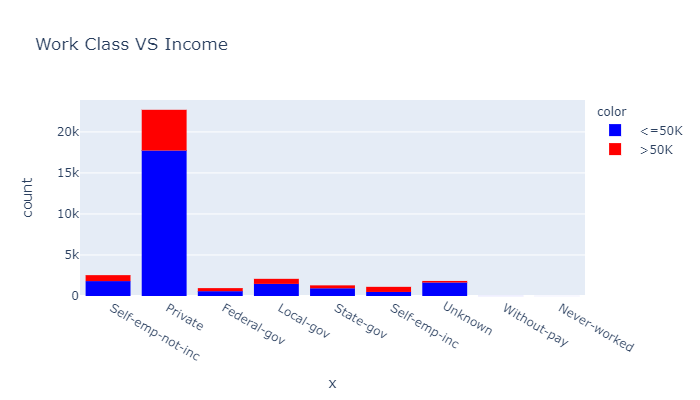 Work Class VS Income
color
<=50K
>50K
count
20k
15k
10k
5k
0
Self-emp-not-inc
Private
Federal-gov
Local-gov
State-gov
Self-emp-inc
Unknown
Without-pay
Never-worked
x